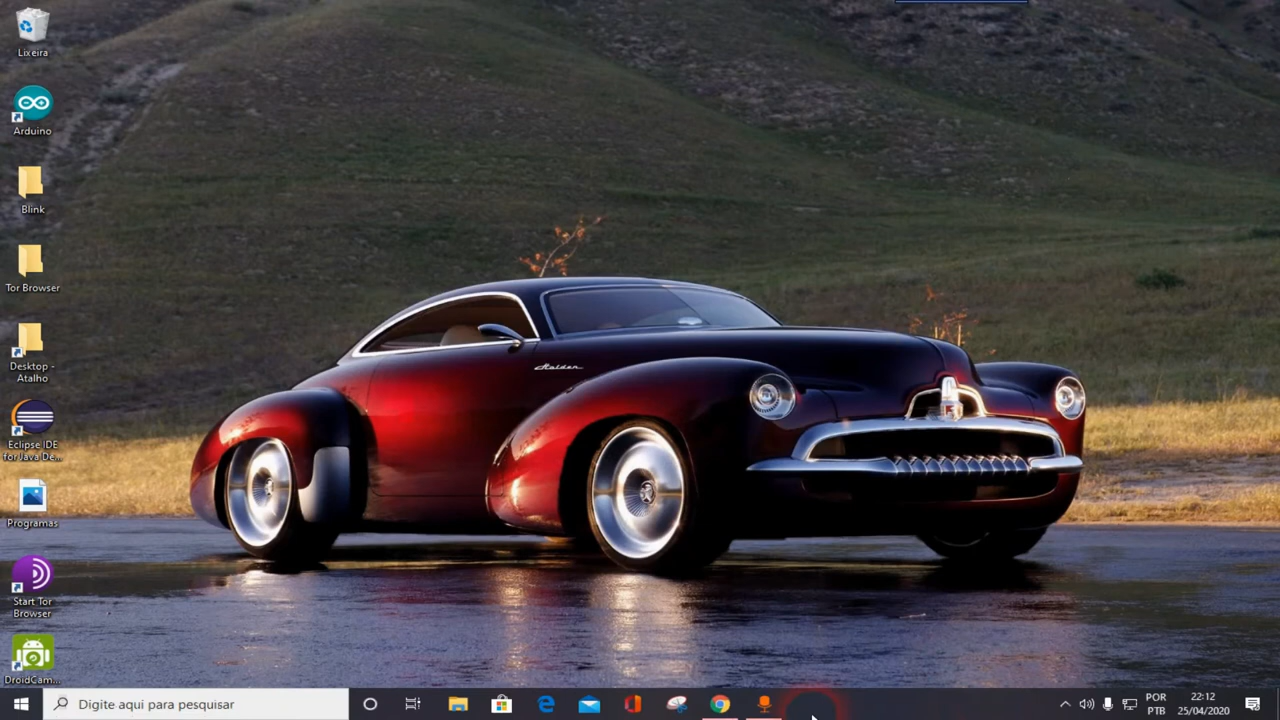 Lixeira
Arduino
Blink
Tor Browser
Desktop -
Atalho
Eclipse IDE
for Java De...
Programas
Start Tor
Browser
DroidCam...
Holden
Digite aqui para pesquisar
POR
PTB
22:12
25/04/2020